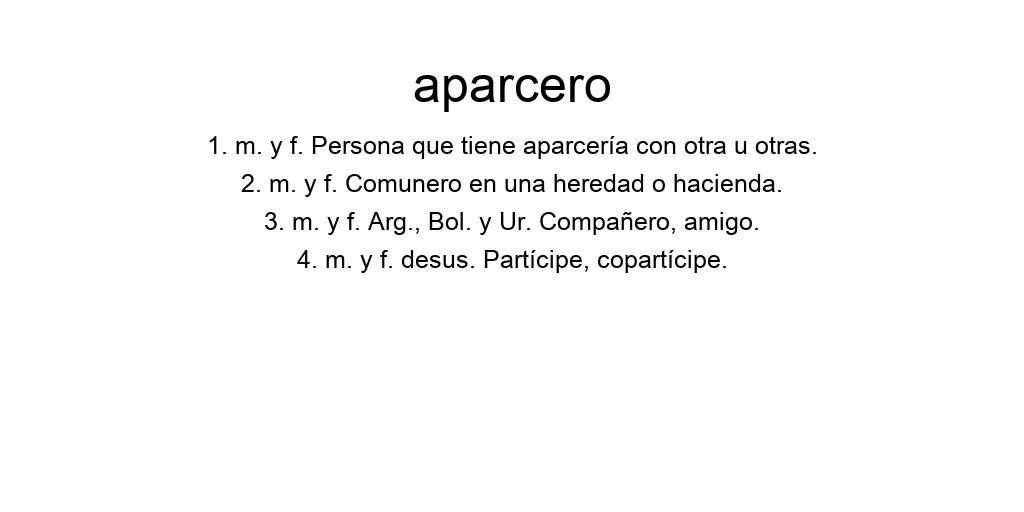 aparcero
1. m. y f. Persona que tiene aparcería con otra u otras.
2. m. y f. Comunero en una heredad o hacienda.
3. m. y f. Arg., Bol. y Ur. Compañero, amigo.
4. m. y f. desus. Partícipe, copartícipe.